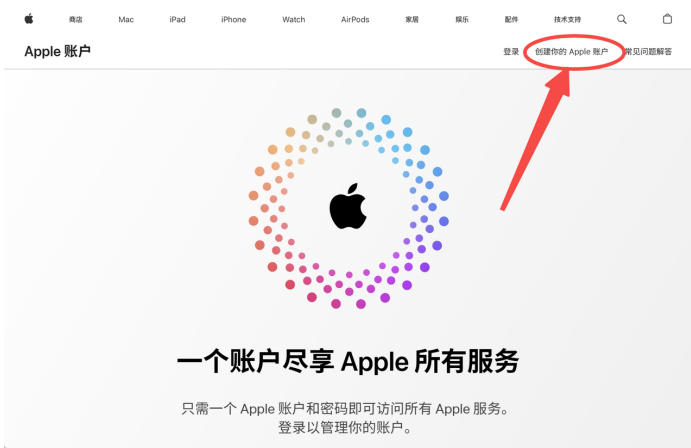 商店 Mac iPad iPhone Watch AirPods 家居 娱乐 配件 技术支持
Apple 账户 登录 创建你的 Apple 账户 常见问题解答
一个账户尽享 Apple 所有服务
只需一个 Apple 账户和密码即可访问所有 Apple 服务。
登录以管理你的账户。